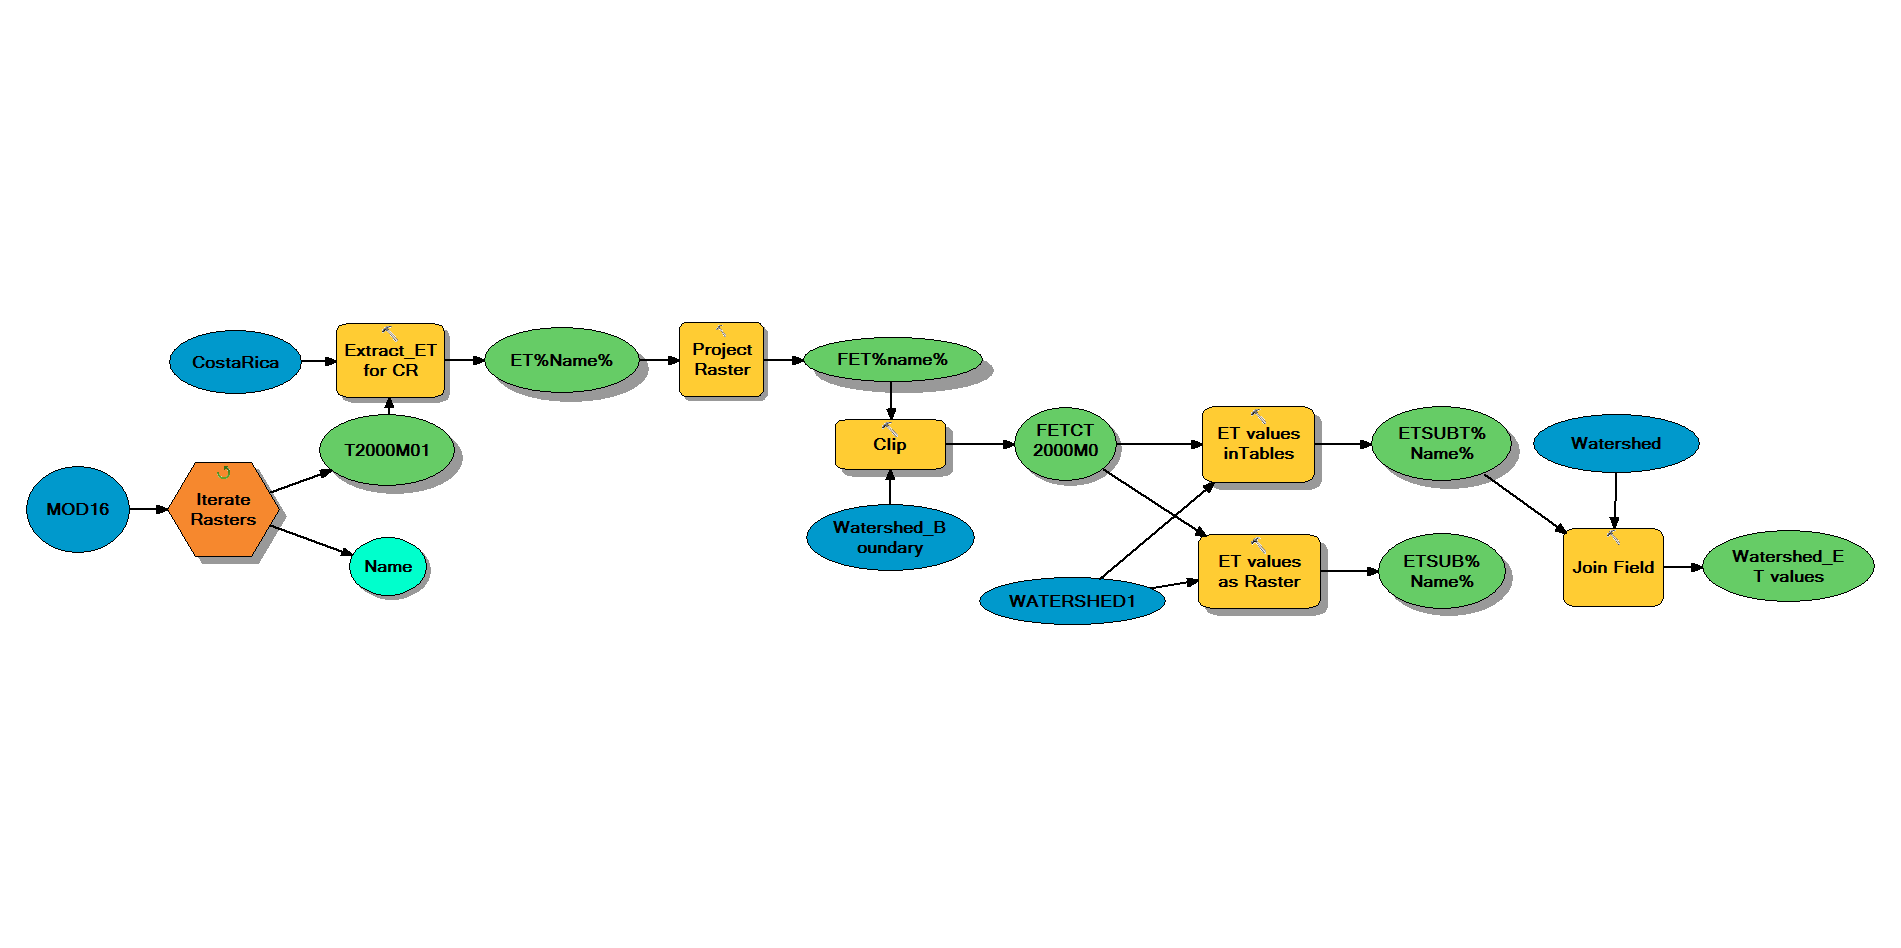 CostaRica
Extract_ET
for CR
ET%Name%
Project
Raster
FET%name%
T2000M01
MOD16
Iterate
Rasters
Name
Clip
Watershed_B
oundary
FETCT
2000M0
ET values
inTables
ETSUBT%
Name%
Watershed
WATERSHED1
ET values
as Raster
ETSUB%
Name%
Join Field
Watershed_E
T values